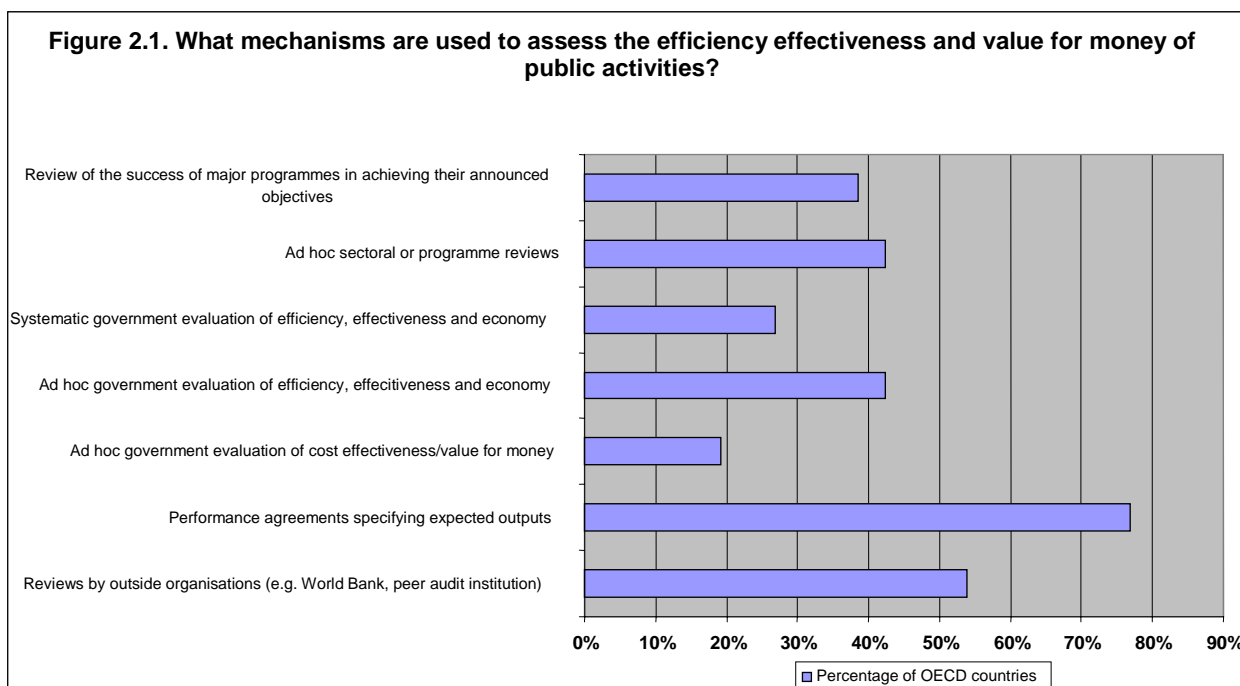 Figure 2.1. What mechanisms are used to assess the efficiency effectiveness and value for money of
public activities?
Review of the success of major programmes in achieving their announced
objectives
Ad hoc sectoral or programme reviews
Systematic government evaluation of efficiency, effectiveness and economy
Ad hoc government evaluation of efficiency, effecitiveness and economy
Ad hoc government evaluation of cost effectiveness/value for money
Performance agreements specifying expected outputs
Reviews by outside organisations (e.g. World Bank, peer audit institution)
0% 10% 20% 30% 40% 50% 60% 70% 80% 90%
Percentage of OECD countries